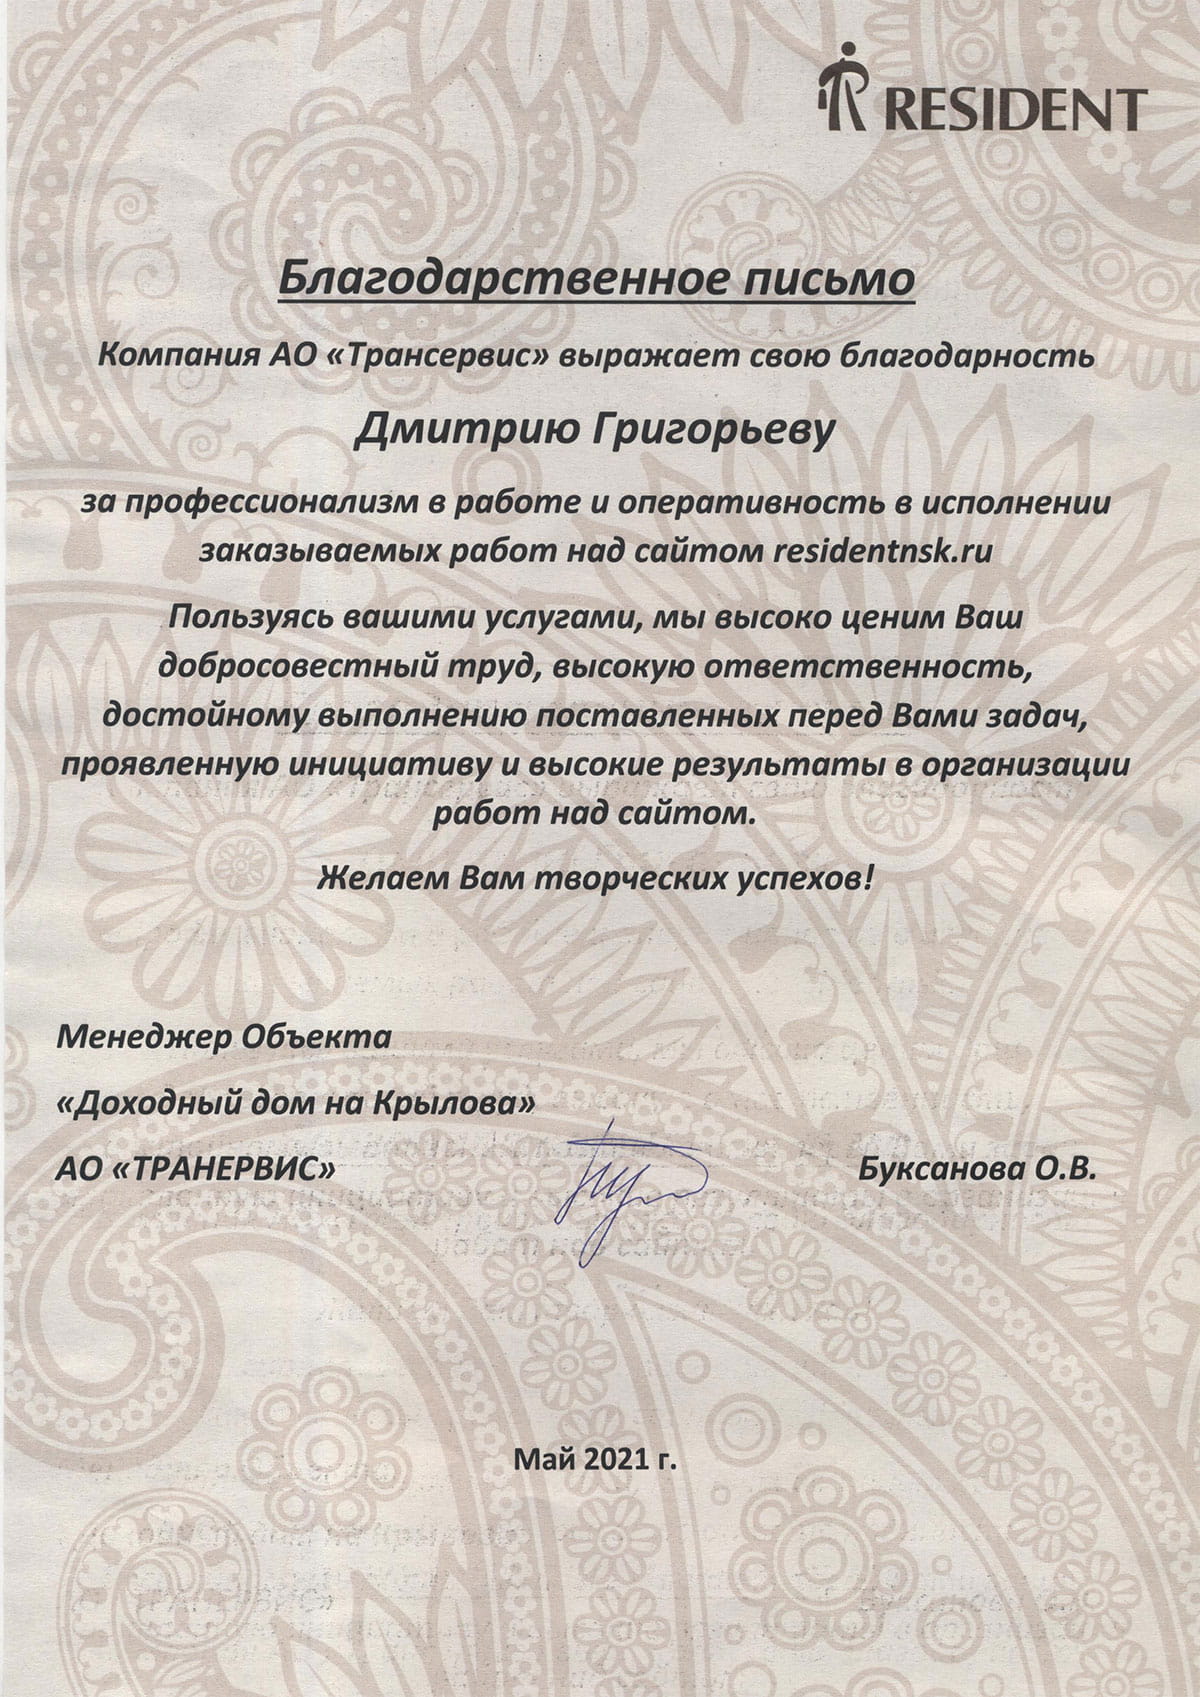 RESIDENT
Благодарственное письмо
Компания АО «Трансервис» выражает свою благодарность
Дмитрию Григорьеву
за профессионализм в работе и оперативность в исполнении
заказываемых работ над сайтом residentnsk.ru
Пользуясь вашими услугами, мы высоко ценим Ваш
добросовестный труд, высокую ответственность,
достойному выполнению поставленных перед Вами задач,
проявленную инициативу и высокие результаты в организации
работ над сайтом.
Желаем Вам творческих успехов!
Менеджер Объекта
«Доходный дом на Крылова»
АО «ТРАНЕРВИС»
Буксанова О.В.
Май 2021 г.